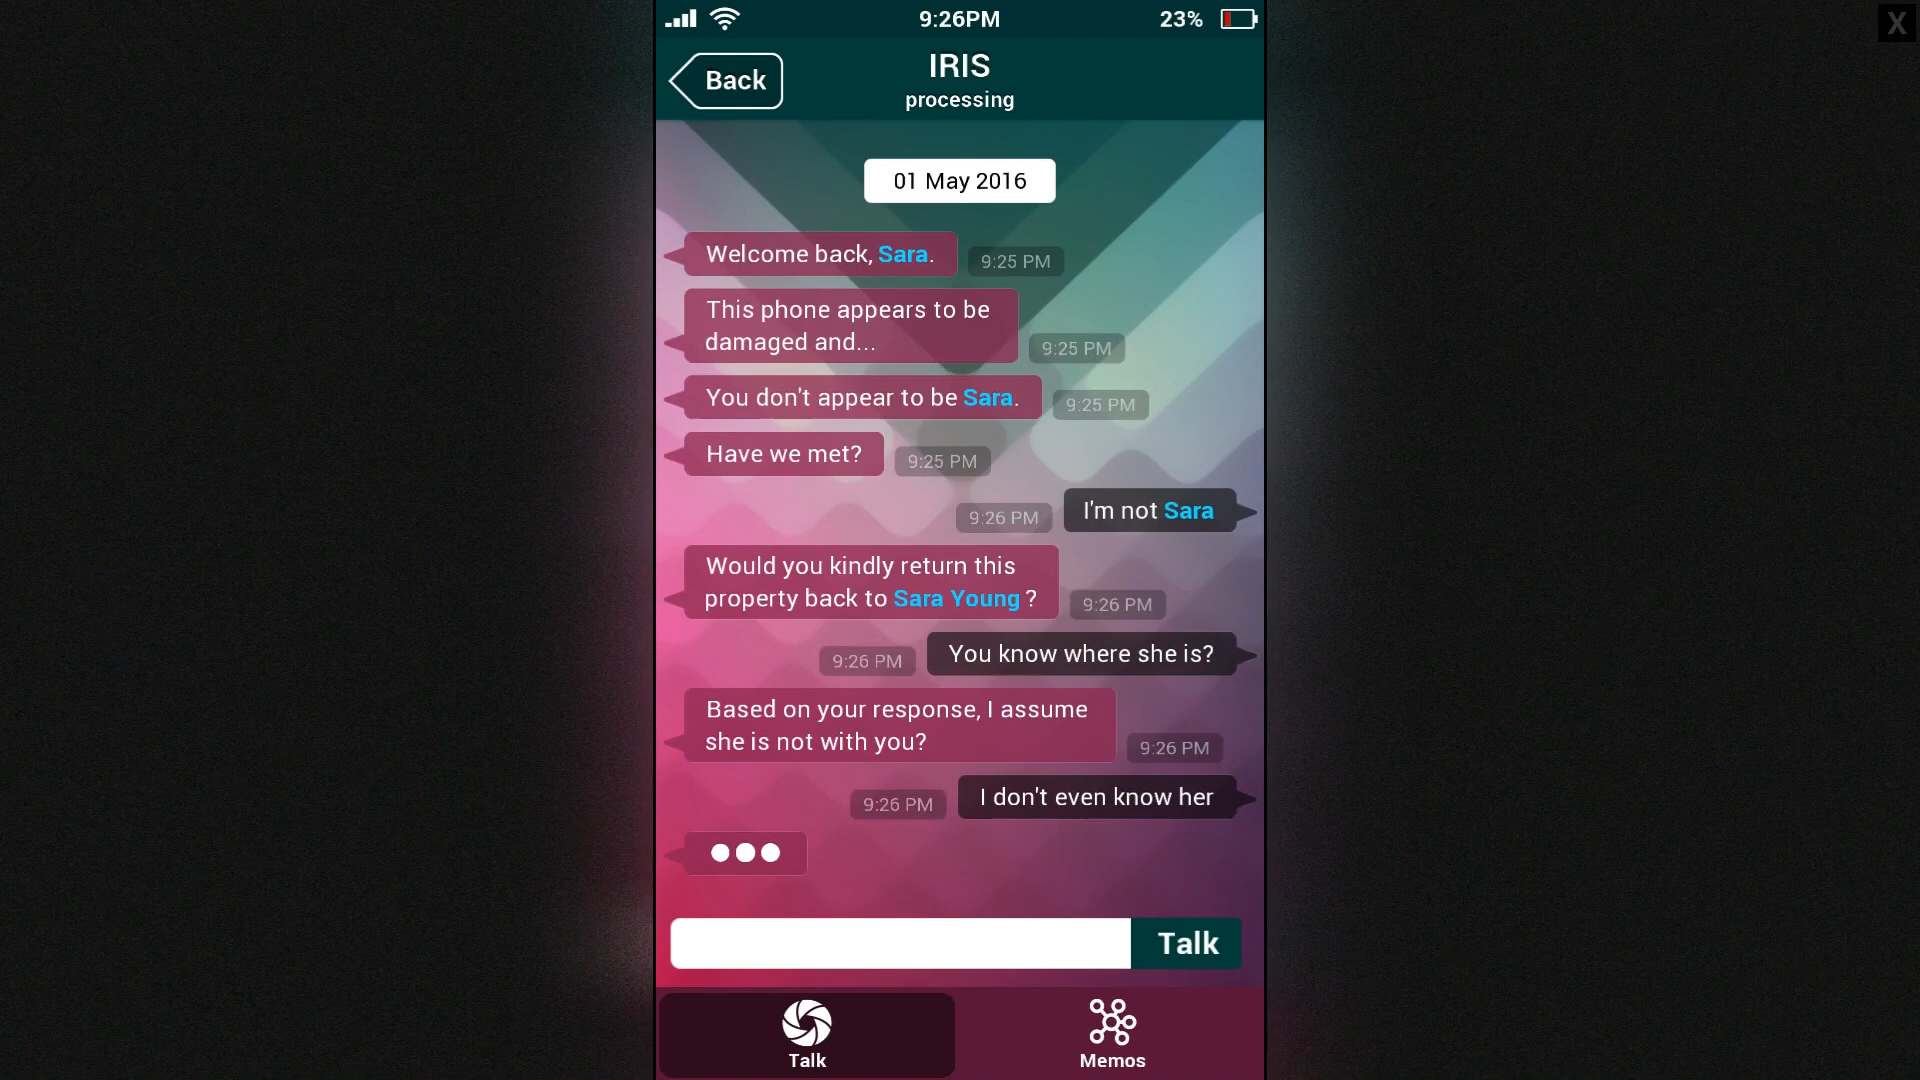 9:26PM
23%
X
Back
IRIS
processing
01 May 2016
Welcome back, Sara.
9:25 PM
This phone appears to be
damaged and...
9:25 PM
You don't appear to be Sara.
9:25 PM
Have we met?
9:25 PM
I'm not Sara
9:26 PM
Would you kindly return this
property back to Sara Young ?
9:26 PM
You know where she is?
9:26 PM
Based on your response, I assume
she is not with you?
9:26 PM
I don't even know her
9:26 PM
Talk
Talk
Memos